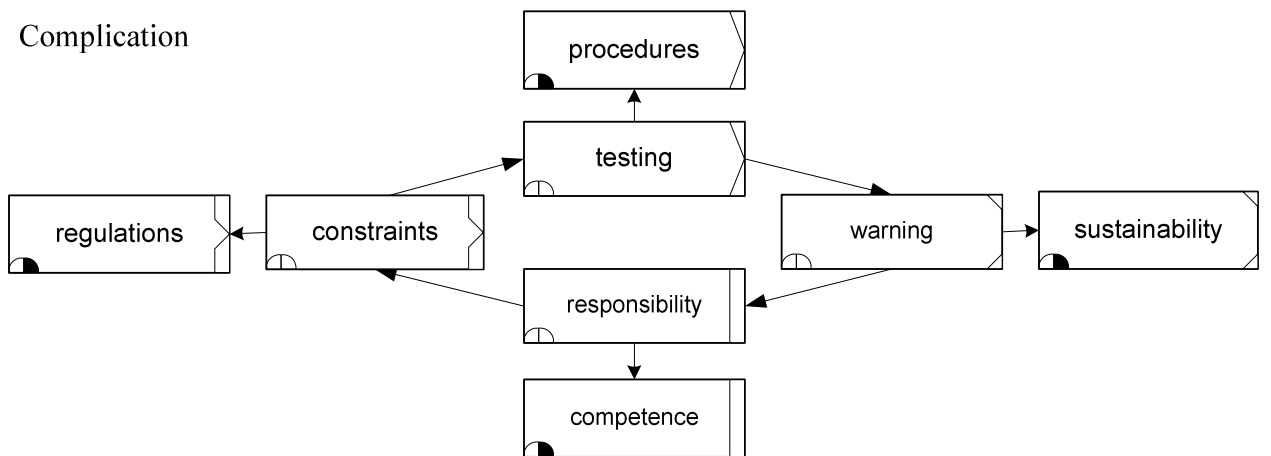 Complication
procedures
testing
regulations
constraints
warning
sustainability
responsibility
competence